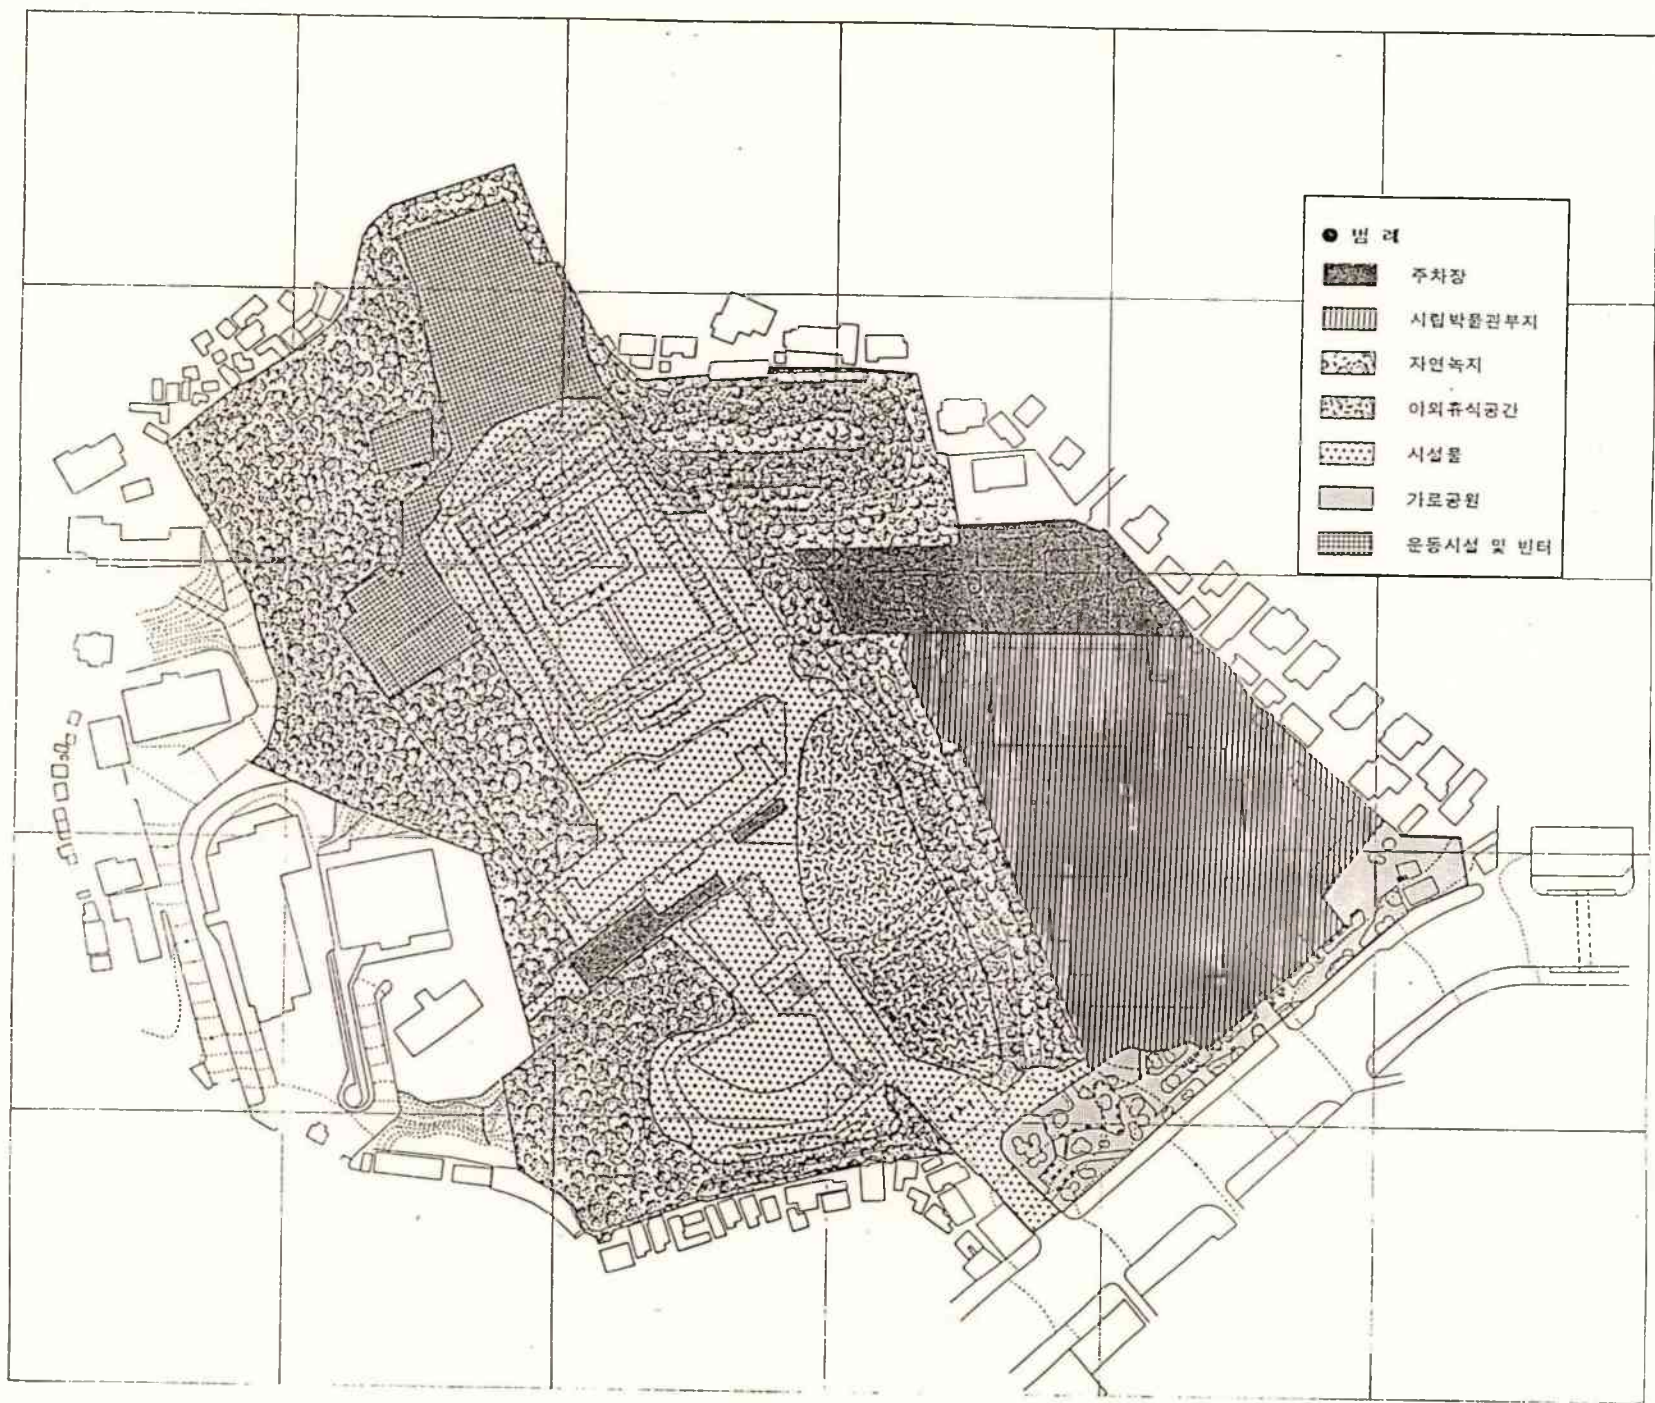 ● 범 례
주차장
시립박물관부지
자연녹지
야외휴식공간
시설물
가로공원
운동시설 및 빈터